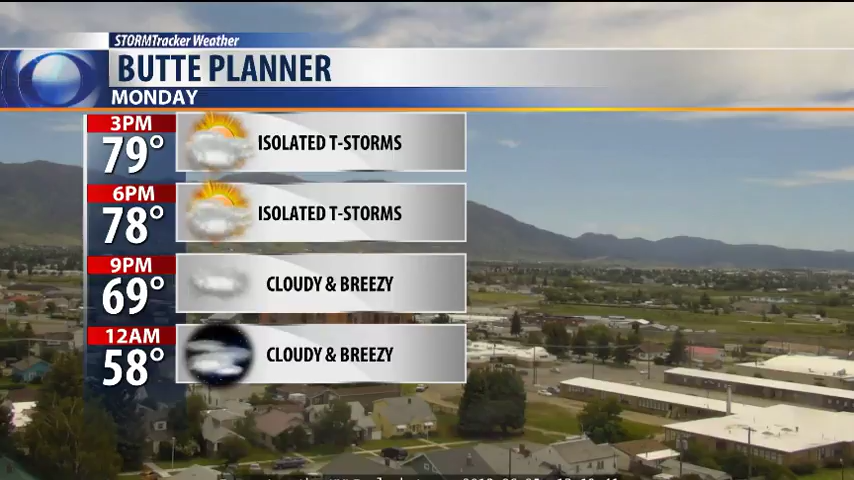 STORMTracker Weather
BUTTE PLANNER
MONDAY
3PM
79°
ISOLATED T-STORMS
6PM
78°
ISOLATED T-STORMS
9PM
69°
CLOUDY & BREEZY
12AM
58°
CLOUDY & BREEZY